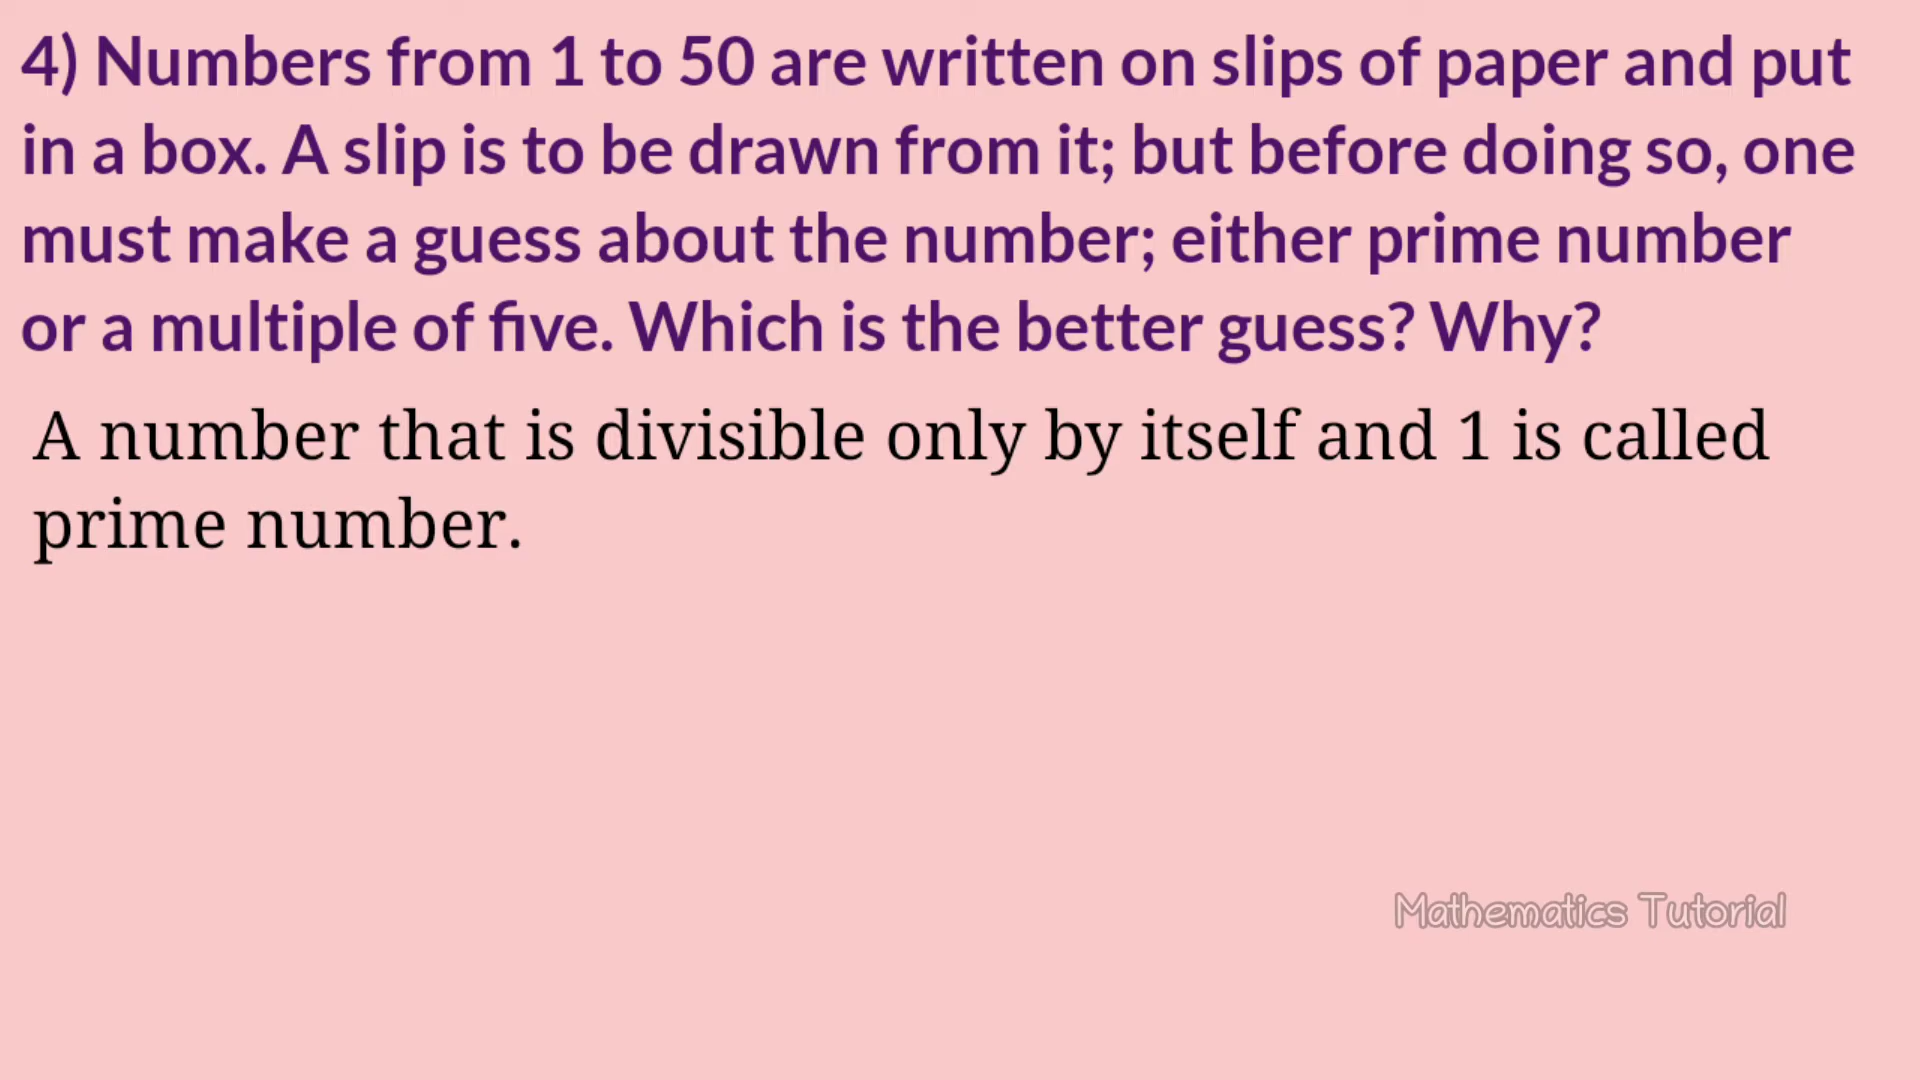 4) Numbers from 1 to 50 are written on slips of paper and put
in a box. A slip is to be drawn from it; but before doing so, one
must make a guess about the number; either prime number
or a multiple of five. Which is the better guess? Why?
A number that is divisible only by itself and 1 is called
prime number.
Mathematics Tutorial